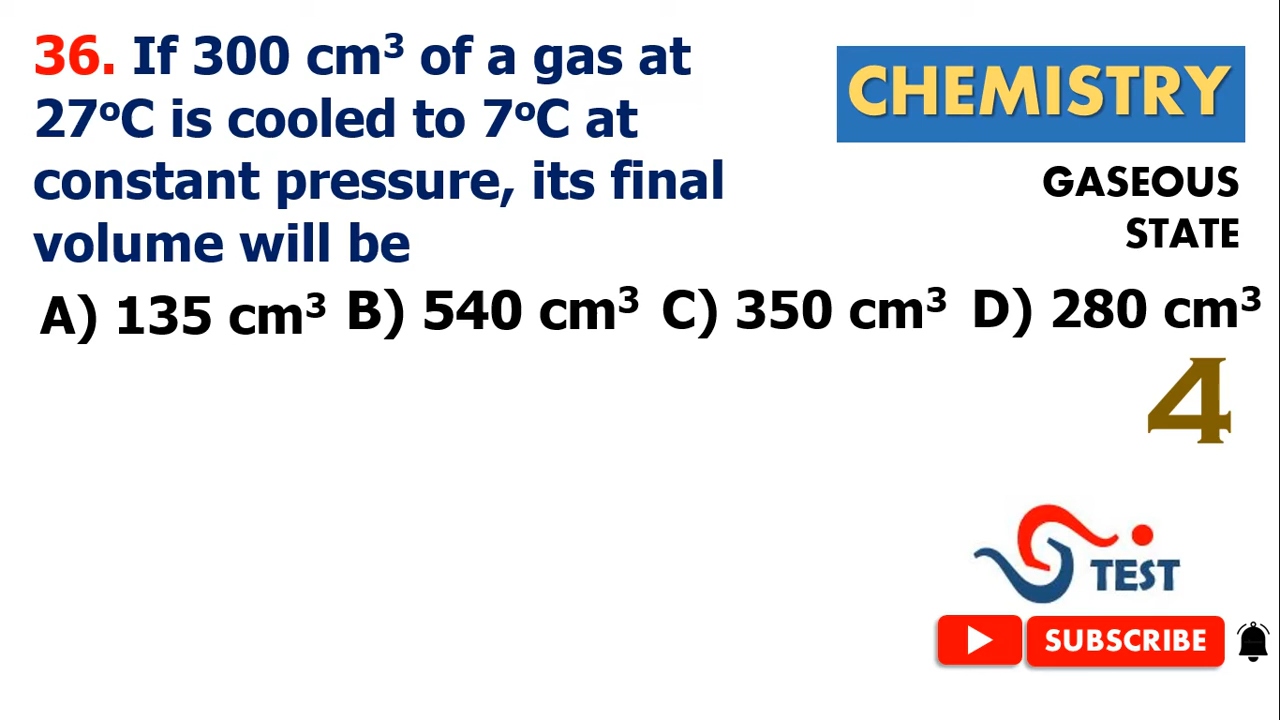 36. If 300 cm³ of a gas at
27ᵒC is cooled to 7ᵒC at
constant pressure, its final
volume will be
A) 135 cm³ B) 540 cm³ C) 350 cm³ D) 280 cm³
CHEMISTRY
GASEOUS
STATE
4
TEST
SUBSCRIBE